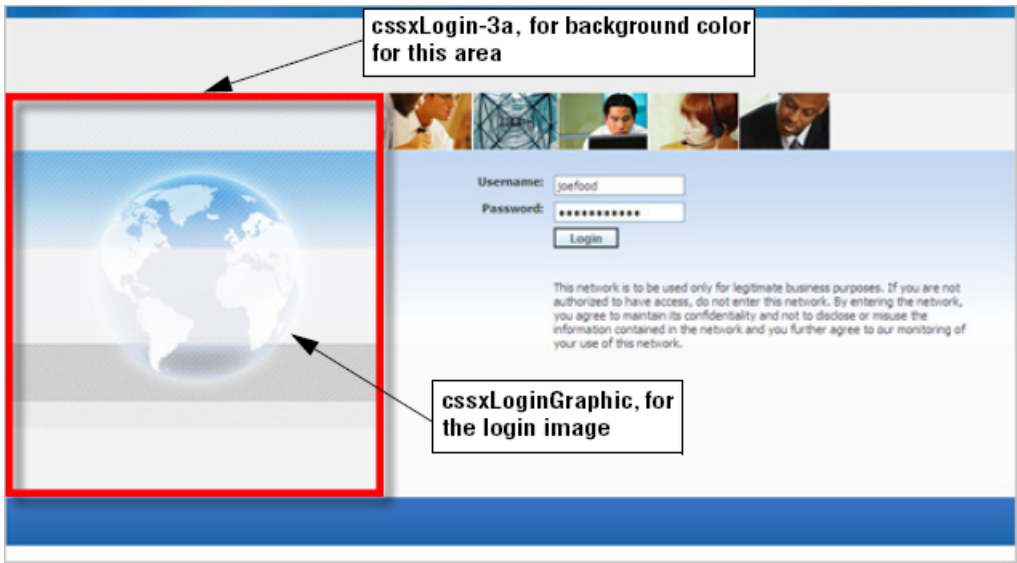 cssxLogin-3a, for background color
for this area
Username:
joefood
Password:
Login
This network is to be used only for legitimate business purposes. If you are not
authorized to have access, do not enter this network. By entering the network,
you agree to maintain its confidentiality and not to disclose or misuse the
information contained in the network and you further agree to our monitoring of
your use of this network.
cssxLoginGraphic, for
the login image